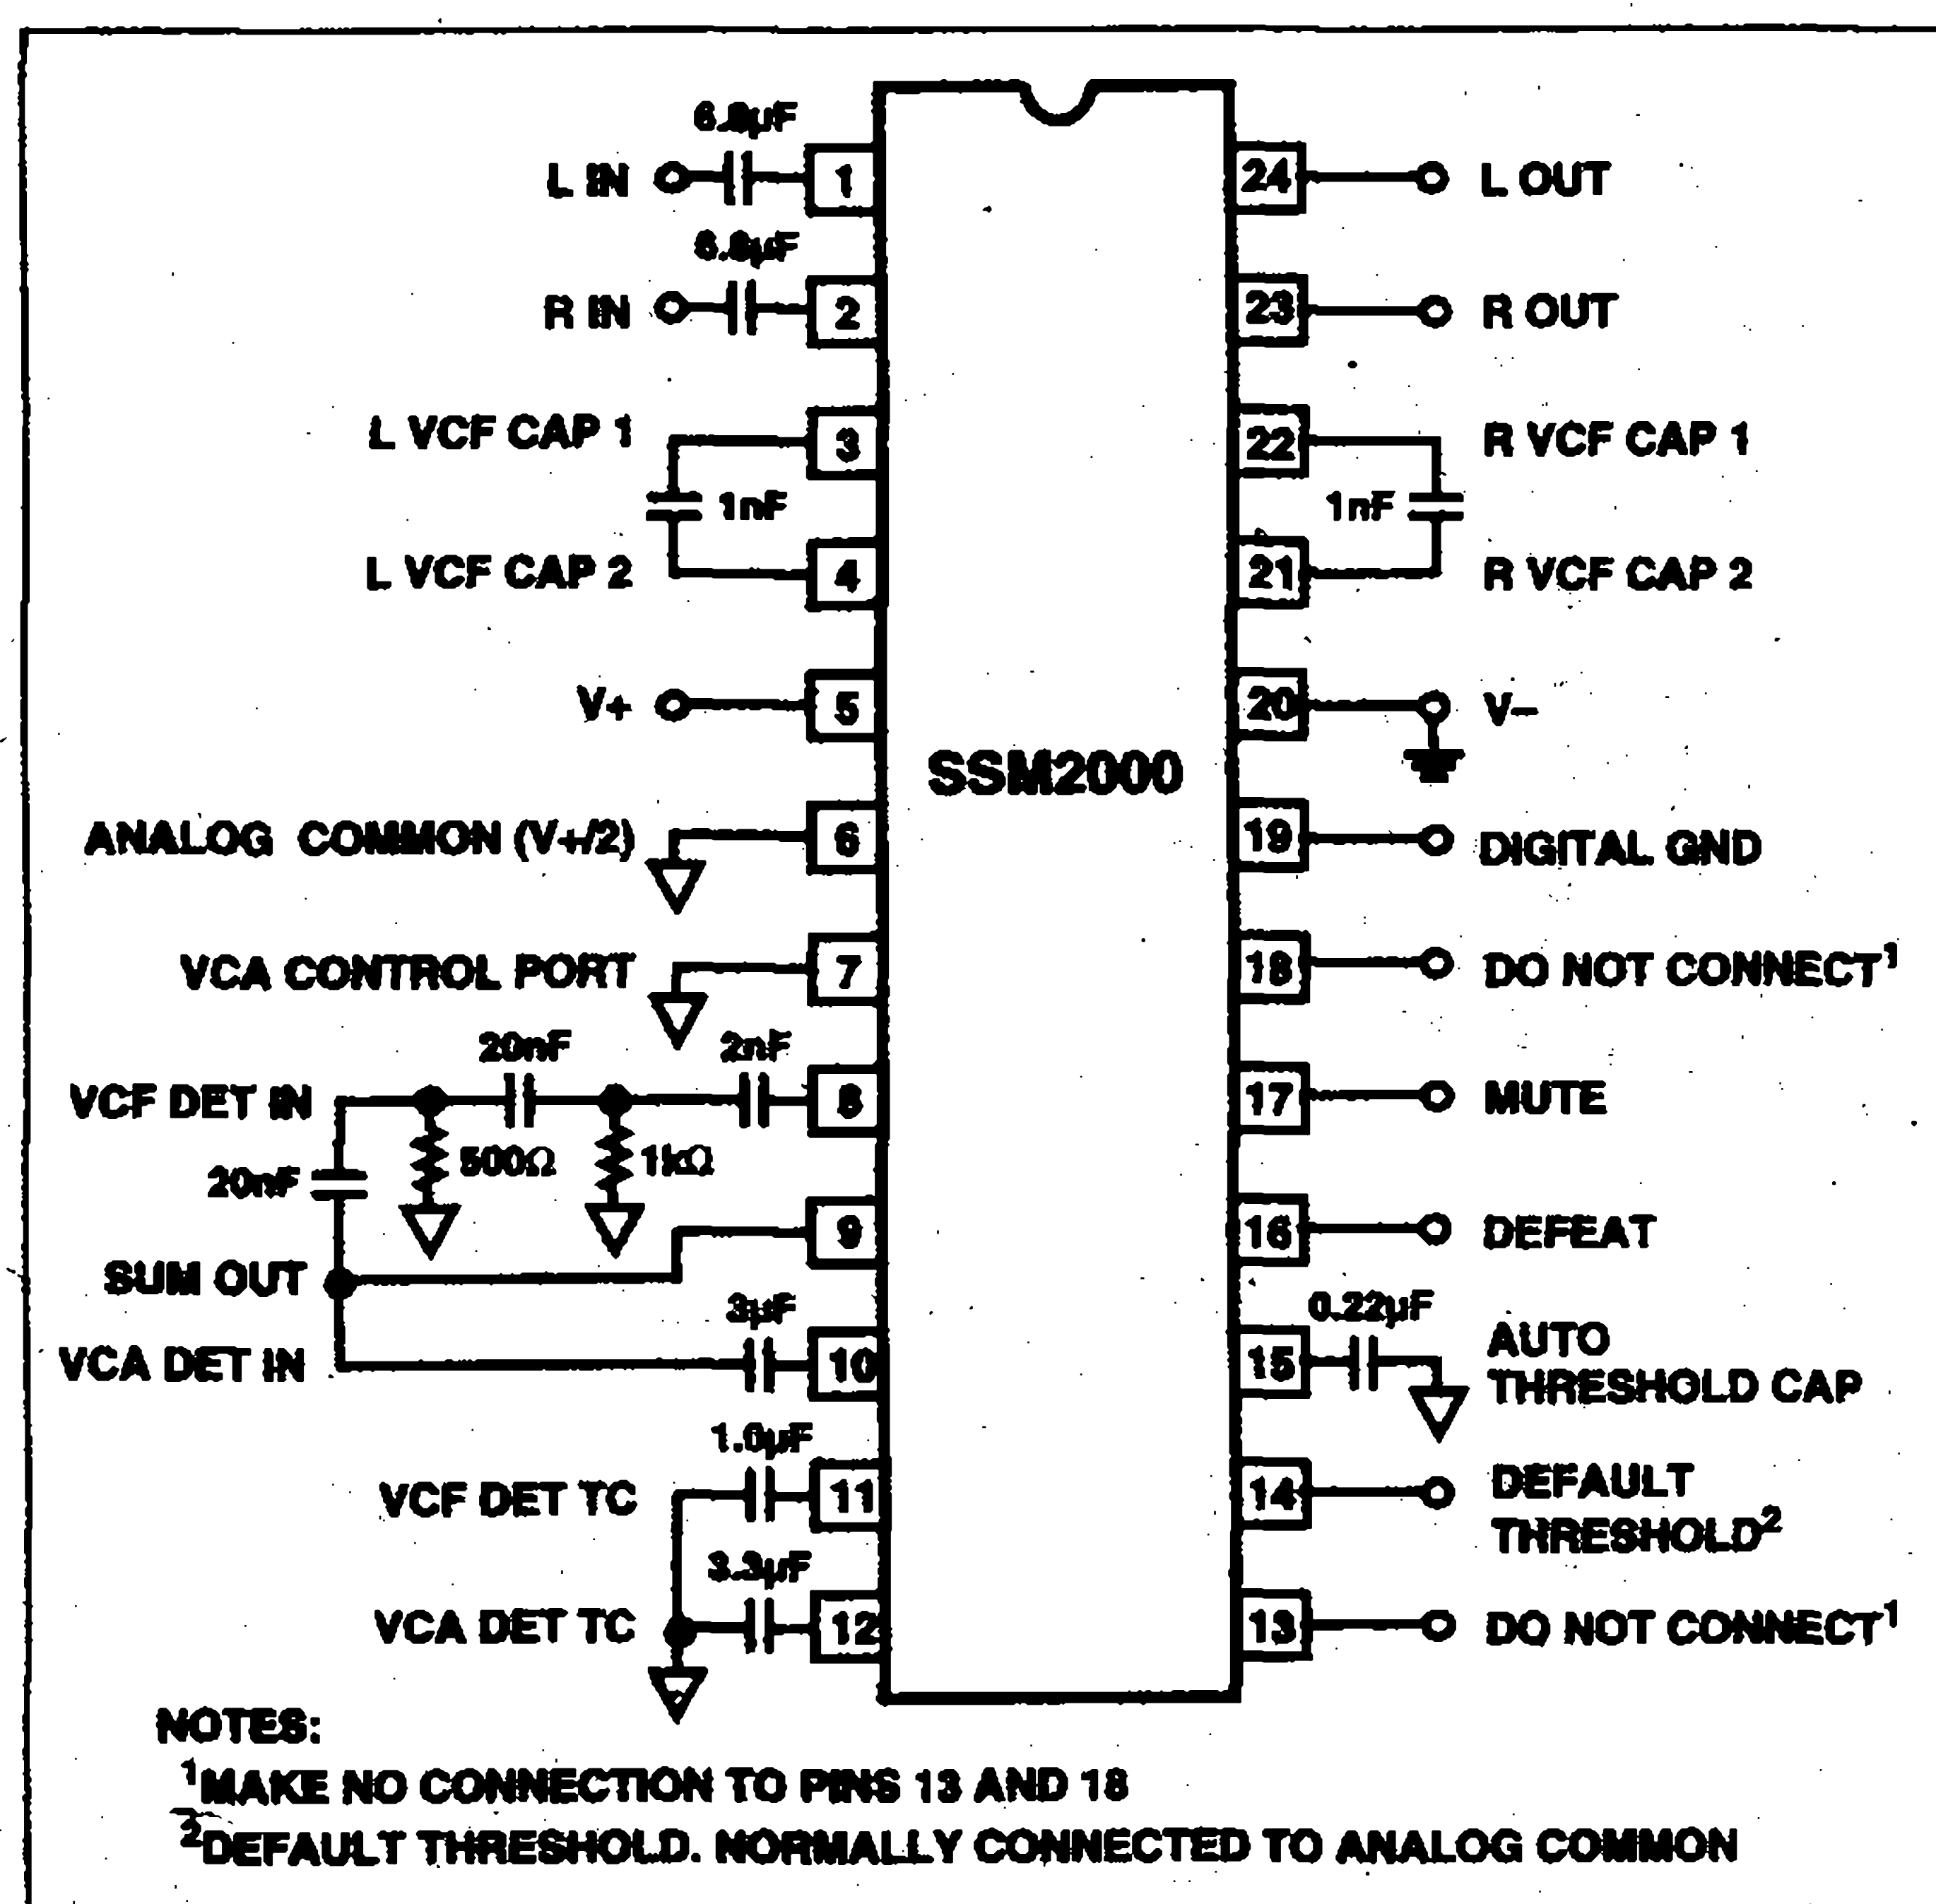 6.8µF
L IN
1
24
L OUT
6.8µF
R IN
2
23
R OUT
L VCF CAP 1
3
22
R VCF CAP 1
1nF
1nF
L VCF CAP 2
4
21
R VCF CAP 2
V+
5
20
V–
SSM2000
ANALOG COMMON (V+/2)
6
19
DIGITAL GND
VCA CONTROL PORT
7
18
DO NOT CONNECT¹
20nF
2nF
VCF DET IN
8
17
MUTE
500Ω
1kΩ
20nF
9
16
DEFEAT
SUM OUT
3µF
0.22µF
VCA DET IN
10
15
AUTO
THRESHOLD CAP
1.0µF
VCF DET TC
11
14
DEFAULT
THRESHOLD²
3.3µF
VCA DET TC
12
13
DO NOT CONNECT¹
NOTES:
¹MAKE NO CONNECTION TO PINS 13 AND 18
²DEFAULT THRESHOLD. NORMALLY CONNECTED TO ANALOG COMMON